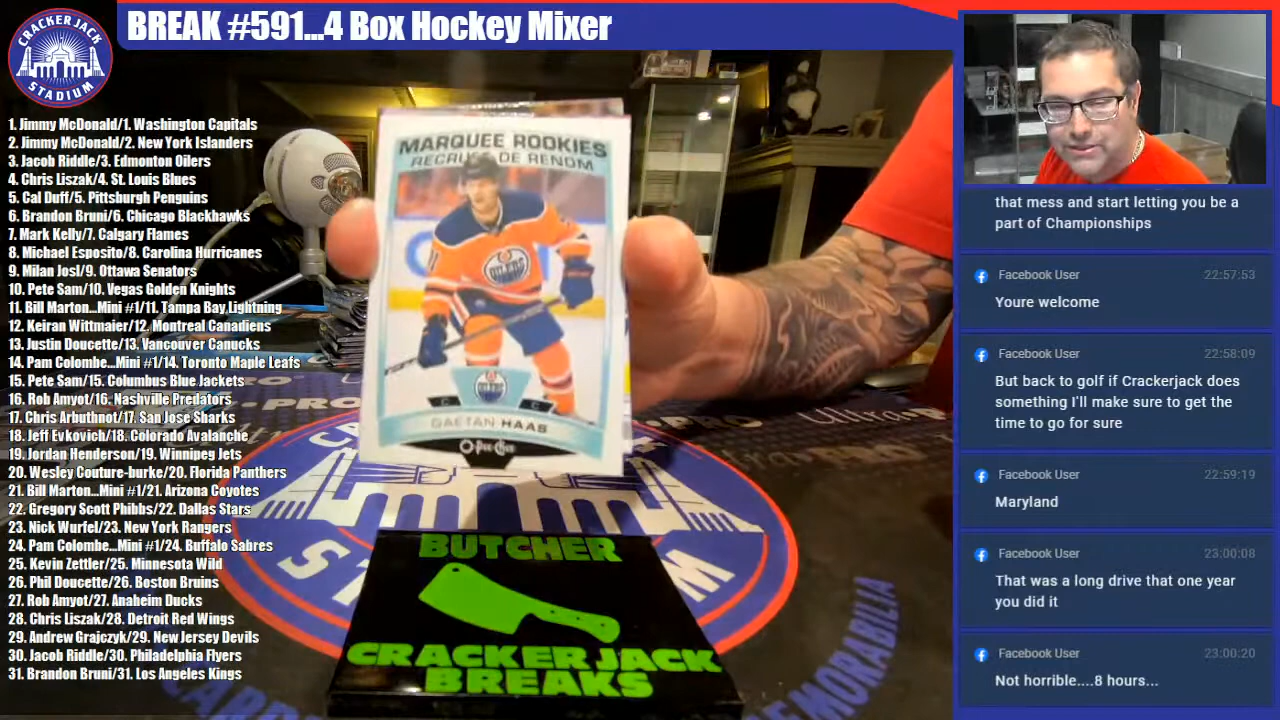 BREAK #591...4 Box Hockey Mixer
CRACKER JACK
STADIUM
1. Jimmy McDonald/1. Washington Capitals
2. Jimmy McDonald/2. New York Islanders
3. Jacob Riddle/3. Edmonton Oilers
4. Chris Liszak/4. St. Louis Blues
5. Cal Duff/5. Pittsburgh Penguins
6. Brandon Bruni/6. Chicago Blackhawks
7. Mark Kelly/7. Calgary Flames
8. Michael Esposito/8. Carolina Hurricanes
9. Milan Josl/9. Ottawa Senators
10. Pete Sam/10. Vegas Golden Knights
11. Bill Marton...Mini #1/11. Tampa Bay Lightning
12. Keiran Wittmaier/12. Montreal Canadiens
13. Justin Doucette/13. Vancouver Canucks
14. Pam Colombe...Mini #1/14. Toronto Maple Leafs
15. Pete Sam/15. Columbus Blue Jackets
16. Rob Amyot/16. Nashville Predators
17. Chris Arbuthnot/17. San Jose Sharks
18. Jeff Evkovich/18. Colorado Avalanche
19. Jordan Henderson/19. Winnipeg Jets
20. Wesley Couture-burke/20. Florida Panthers
21. Bill Marton...Mini #1/21. Arizona Coyotes
22. Gregory Scott Phibbs/22. Dallas Stars
23. Nick Wurfel/23. New York Rangers
24. Pam Colombe...Mini #1/24. Buffalo Sabres
25. Kevin Zettler/25. Minnesota Wild
26. Phil Doucette/26. Boston Bruins
27. Rob Amyot/27. Anaheim Ducks
28. Chris Liszak/28. Detroit Red Wings
29. Andrew Grajczyk/29. New Jersey Devils
30. Jacob Riddle/30. Philadelphia Flyers
31. Brandon Bruni/31. Los Angeles Kings
MARQUEE ROOKIES
RECRUES DE RENOM
OILERS
OILERS
C C
GAETAN HAAS
O-Pee-Chee
BUTCHER
CRACKER JACK
BREAKS
MEMORABILIA
that mess and start letting you be a
part of Championships
Facebook User 22:57:53
Youre welcome
Facebook User 22:58:09
But back to golf if Crackerjack does
something I'll make sure to get the
time to go for sure
Facebook User 22:59:19
Maryland
Facebook User 23:00:08
That was a long drive that one year
you did it
Facebook User 23:00:20
Not horrible....8 hours...